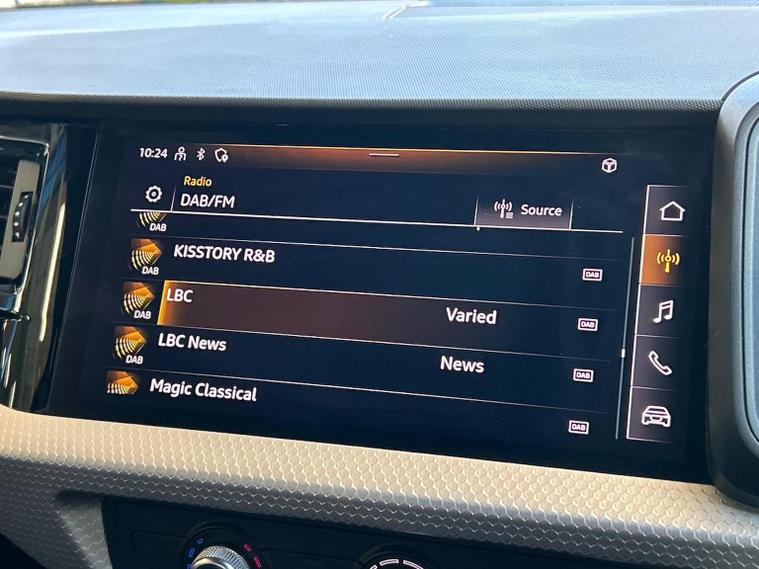 10:24
Radio
DAB/FM
Source
DAB
KISSTORY R&B
DAB
DAB
LBC
Varied
DAB
DAB
LBC News
News
DAB
DAB
Magic Classical
DAB